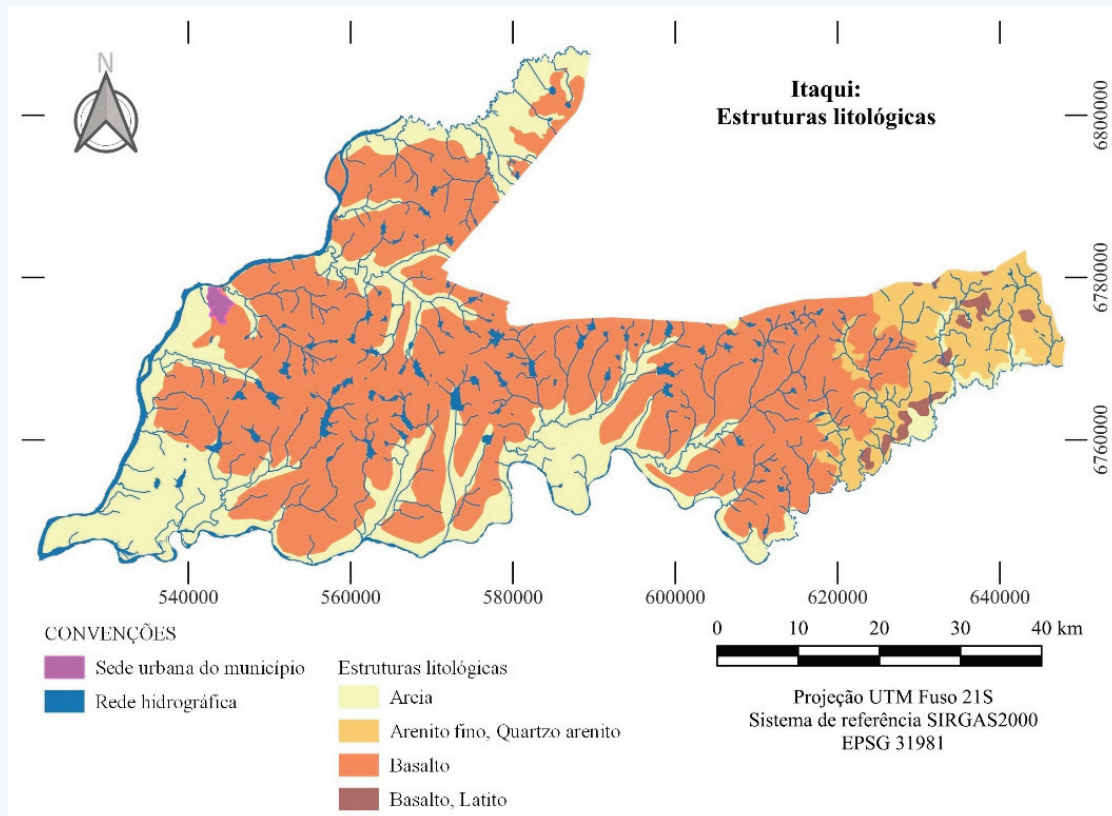 N
Itaqui:
Estruturas litológicas
6800000
6780000
6760000
540000 560000 580000 600000 620000 640000
CONVENÇÕES
Sede urbana do município
Rede hidrográfica
Estruturas litológicas
Areia
Arenito fino, Quartzo arenito
Basalto
Basalto, Latito
0 10 20 30 40 km
Projeção UTM Fuso 21S
Sistema de referência SIRGAS2000
EPSG 31981